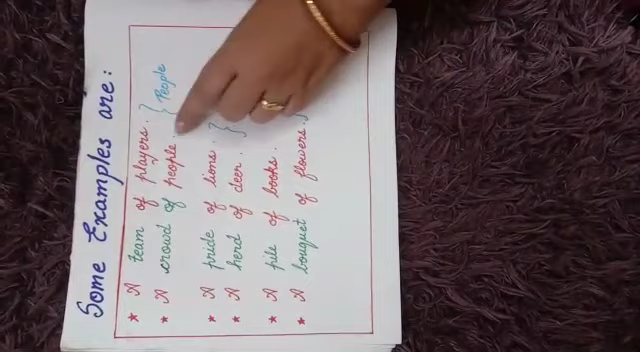 Some Examples are:
* A team of players. } People
* A crowd of people.
* A pride of lions. }
* A herd of deer.
* A pile of books. }
* A bouquet of flowers.